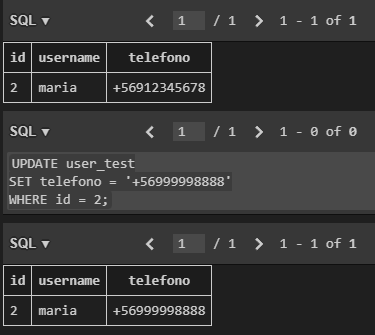 SQL ▼ < 1 / 1 > 1 - 1 of 1
id username telefono
2 maria +56912345678
SQL ▼ < 1 / 1 > 1 - 0 of 0
UPDATE user_test
SET telefono = '+56999998888'
WHERE id = 2;
SQL ▼ < 1 / 1 > 1 - 1 of 1
id username telefono
2 maria +56999998888